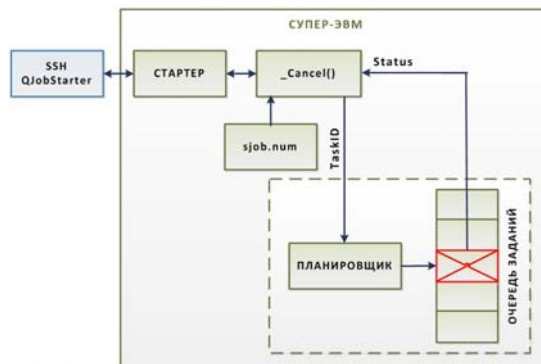 СУПЕР-ЭВМ
SSH
QJobStarter
СТАРТЕР
_Cancel()
Status
sjob.num
TaskID
ПЛАНИРОВЩИК
ОЧЕРЕДЬ ЗАДАНИЙ